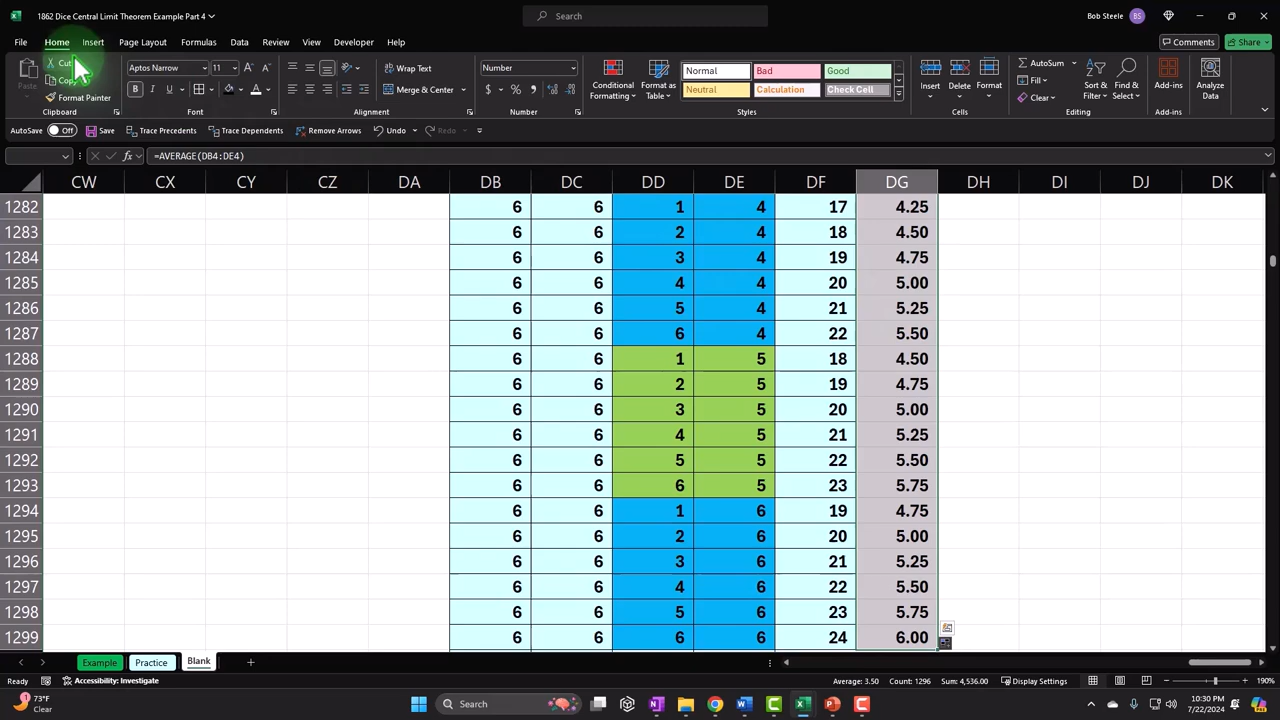 1862 Dice Central Limit Theorem Example Part 4
Search
Bob Steele
BS
File Home Insert Page Layout Formulas Data Review View Developer Help
Comments
Share
Paste
Cut
Copy
Format Painter
Clipboard
Aptos Narrow
11
B I U
Font
Wrap Text
Merge & Center
Alignment
Number
$ %
Number
Conditional Formatting
Format as Table
Normal Bad Good
Neutral Calculation Check Cell
Styles
Insert
Delete
Format
Cells
AutoSum
Fill
Clear
Sort & Filter
Find & Select
Editing
Add-ins
Add-ins
Analyze Data
AutoSave Off Save Trace Precedents Trace Dependents Remove Arrows Undo Redo
fx =AVERAGE(DB4:DE4)
CW CX CY CZ DA DB DC DD DE DF DG DH DI DJ DK
1282 6 6 1 4 17 4.25
1283 6 6 2 4 18 4.50
1284 6 6 3 4 19 4.75
1285 6 6 4 4 20 5.00
1286 6 6 5 4 21 5.25
1287 6 6 6 4 22 5.50
1288 6 6 1 5 18 4.50
1289 6 6 2 5 19 4.75
1290 6 6 3 5 20 5.00
1291 6 6 4 5 21 5.25
1292 6 6 5 5 22 5.50
1293 6 6 6 5 23 5.75
1294 6 6 1 6 19 4.75
1295 6 6 2 6 20 5.00
1296 6 6 3 6 21 5.25
1297 6 6 4 6 22 5.50
1298 6 6 5 6 23 5.75
1299 6 6 6 6 24 6.00
Example Practice Blank
Ready Accessibility: Investigate Average: 3.50 Count: 1296 Sum: 4,536.00 Display Settings 190%
73°F
Clear
Search
10:30 PM
7/22/2024